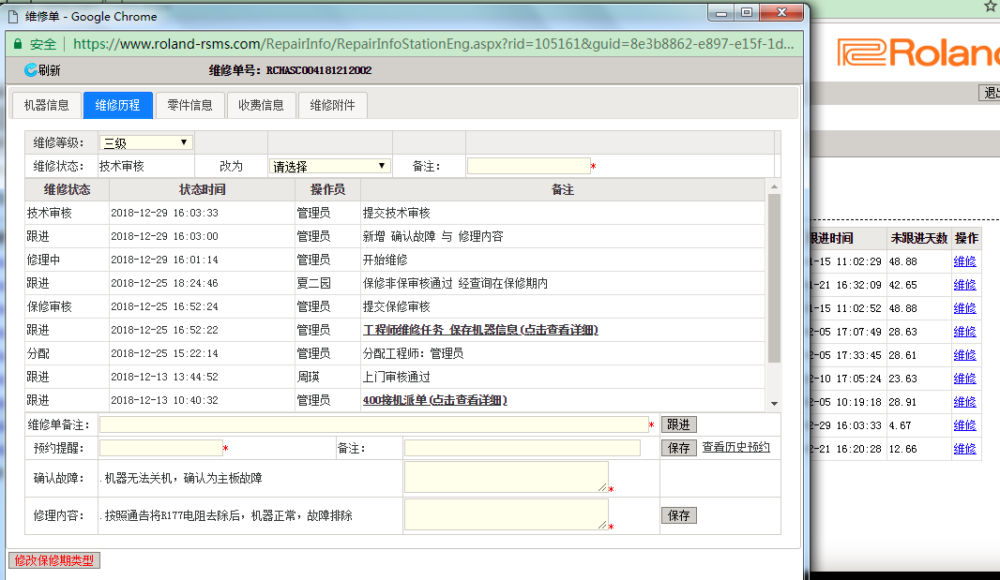 维修单 - Google Chrome
安全 https://www.roland-rsms.com/RepairInfo/RepairInfoStationEng.aspx?rid=105161&guid=8e3b8862-e897-e15f-1d...
刷新 维修单号: RCHASC004181212002
机器信息 维修历程 零件信息 收费信息 维修附件
维修等级: 三级
维修状态: 技术审核 改为 请选择 备注: *
维修状态 状态时间 操作员 备注
技术审核 2018-12-29 16:03:33 管理员 提交技术审核
跟进 2018-12-29 16:03:00 管理员 新增 确认故障 与 修理内容
修理中 2018-12-29 16:01:14 管理员 开始维修
跟进 2018-12-25 18:24:46 夏二园 保修非保审核通过 经查询在保修期内
保修审核 2018-12-25 16:52:24 管理员 提交保修审核
跟进 2018-12-25 16:52:22 管理员 工程师维修任务 保存机器信息(点击查看详细)
分配 2018-12-25 15:22:14 管理员 分配工程师: 管理员
跟进 2018-12-13 13:44:52 周瑛 上门审核通过
跟进 2018-12-13 10:40:32 管理员 400接机派单(点击查看详细)
维修单备注: * 跟进
预约提醒: * 备注: 保存 查看历史预约
确认故障: .机器无法关机，确认为主板故障 *
修理内容: .按照通告将R177电阻去除后，机器正常，故障排除 * 保存
修改保修期类型
Roland
退出
跟进时间 未跟进天数 操作
1-15 11:02:29 48.88 维修
1-21 16:32:09 42.65 维修
1-15 11:02:52 48.88 维修
2-05 17:07:49 28.63 维修
2-05 17:33:45 28.61 维修
2-10 17:05:24 23.63 维修
2-05 10:19:18 28.91 维修
2-29 16:03:33 4.67 维修
2-21 16:20:28 12.66 维修